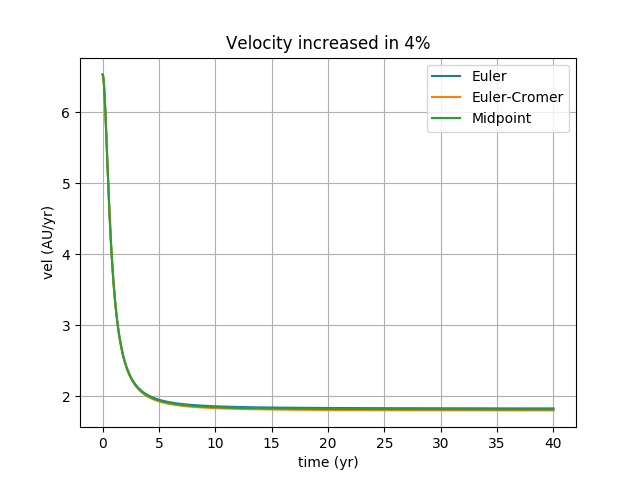 Velocity increased in 4%
Euler
Euler-Cromer
Midpoint
6
5
4
3
2
vel (AU/yr)
0 5 10 15 20 25 30 35 40
time (yr)